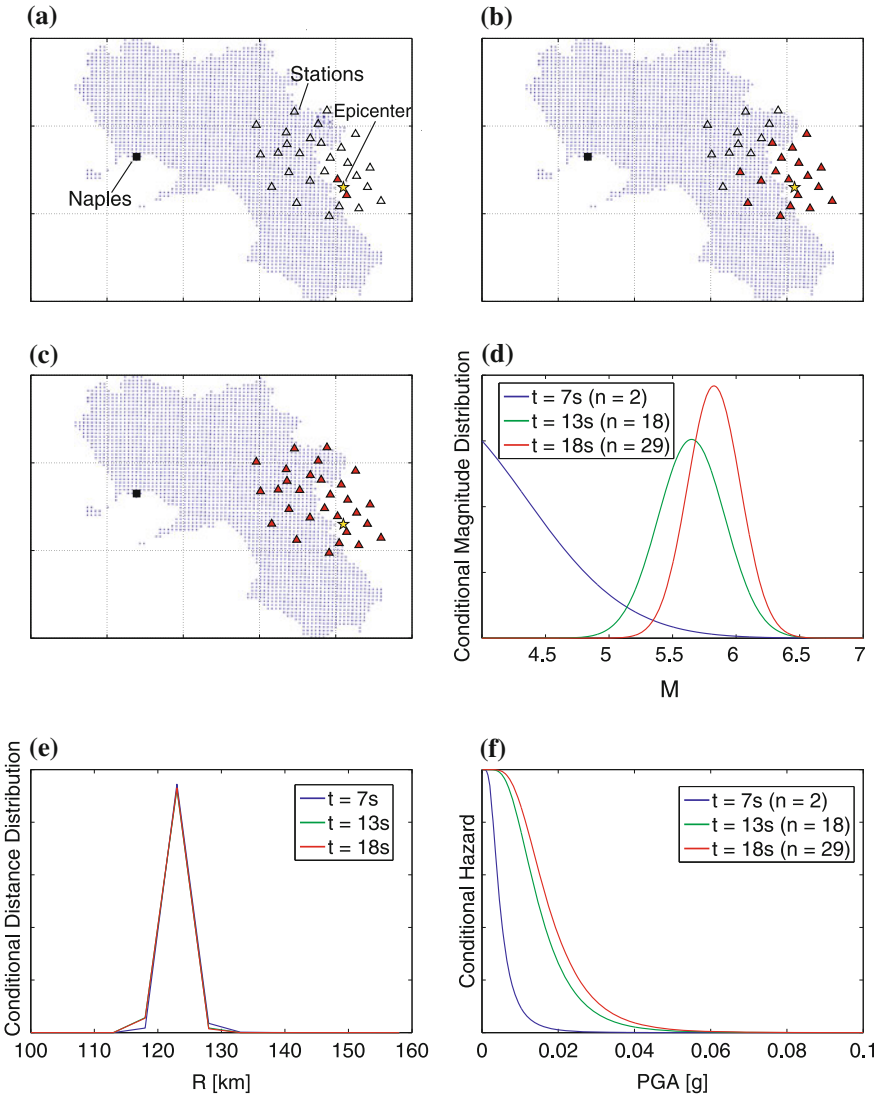 (a)
Stations
Epicenter
Naples
(b)
(c)
(d)
Conditional Magnitude Distribution
t = 7s (n = 2)
t = 13s (n = 18)
t = 18s (n = 29)
4.5 5 5.5 6 6.5 7
M
(e)
Conditional Distance Distribution
t = 7s
t = 13s
t = 18s
100 110 120 130 140 150 160
R [km]
(f)
Conditional Hazard
t = 7s (n = 2)
t = 13s (n = 18)
t = 18s (n = 29)
0 0.02 0.04 0.06 0.08 0.1
PGA [g]